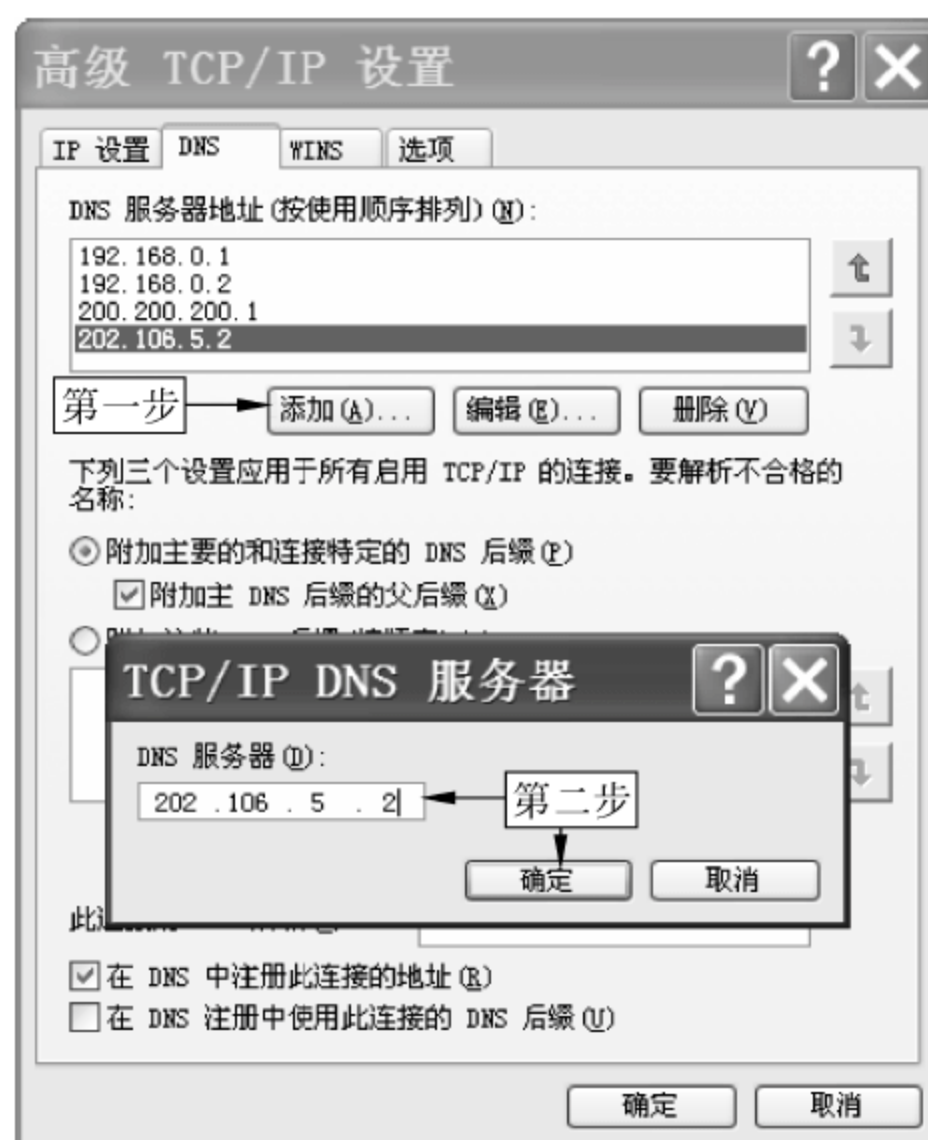 高级 TCP/IP 设置
IP 设置 DNS WINS 选项
DNS 服务器地址(按使用顺序排列)(N):
192.168.0.1
192.168.0.2
200.200.200.1
202.106.5.2
第一步 添加(A)... 编辑(E)... 删除(V)
下列三个设置应用于所有启用 TCP/IP 的连接。要解析不合格的
名称:
附加主要的和连接特定的 DNS 后缀(P)
附加主 DNS 后缀的父后缀(X)
TCP/IP DNS 服务器
DNS 服务器(D):
202 .106 . 5 . 2
第二步
确定 取消
在 DNS 中注册此连接的地址(R)
在 DNS 注册中使用此连接的 DNS 后缀(U)
确定 取消